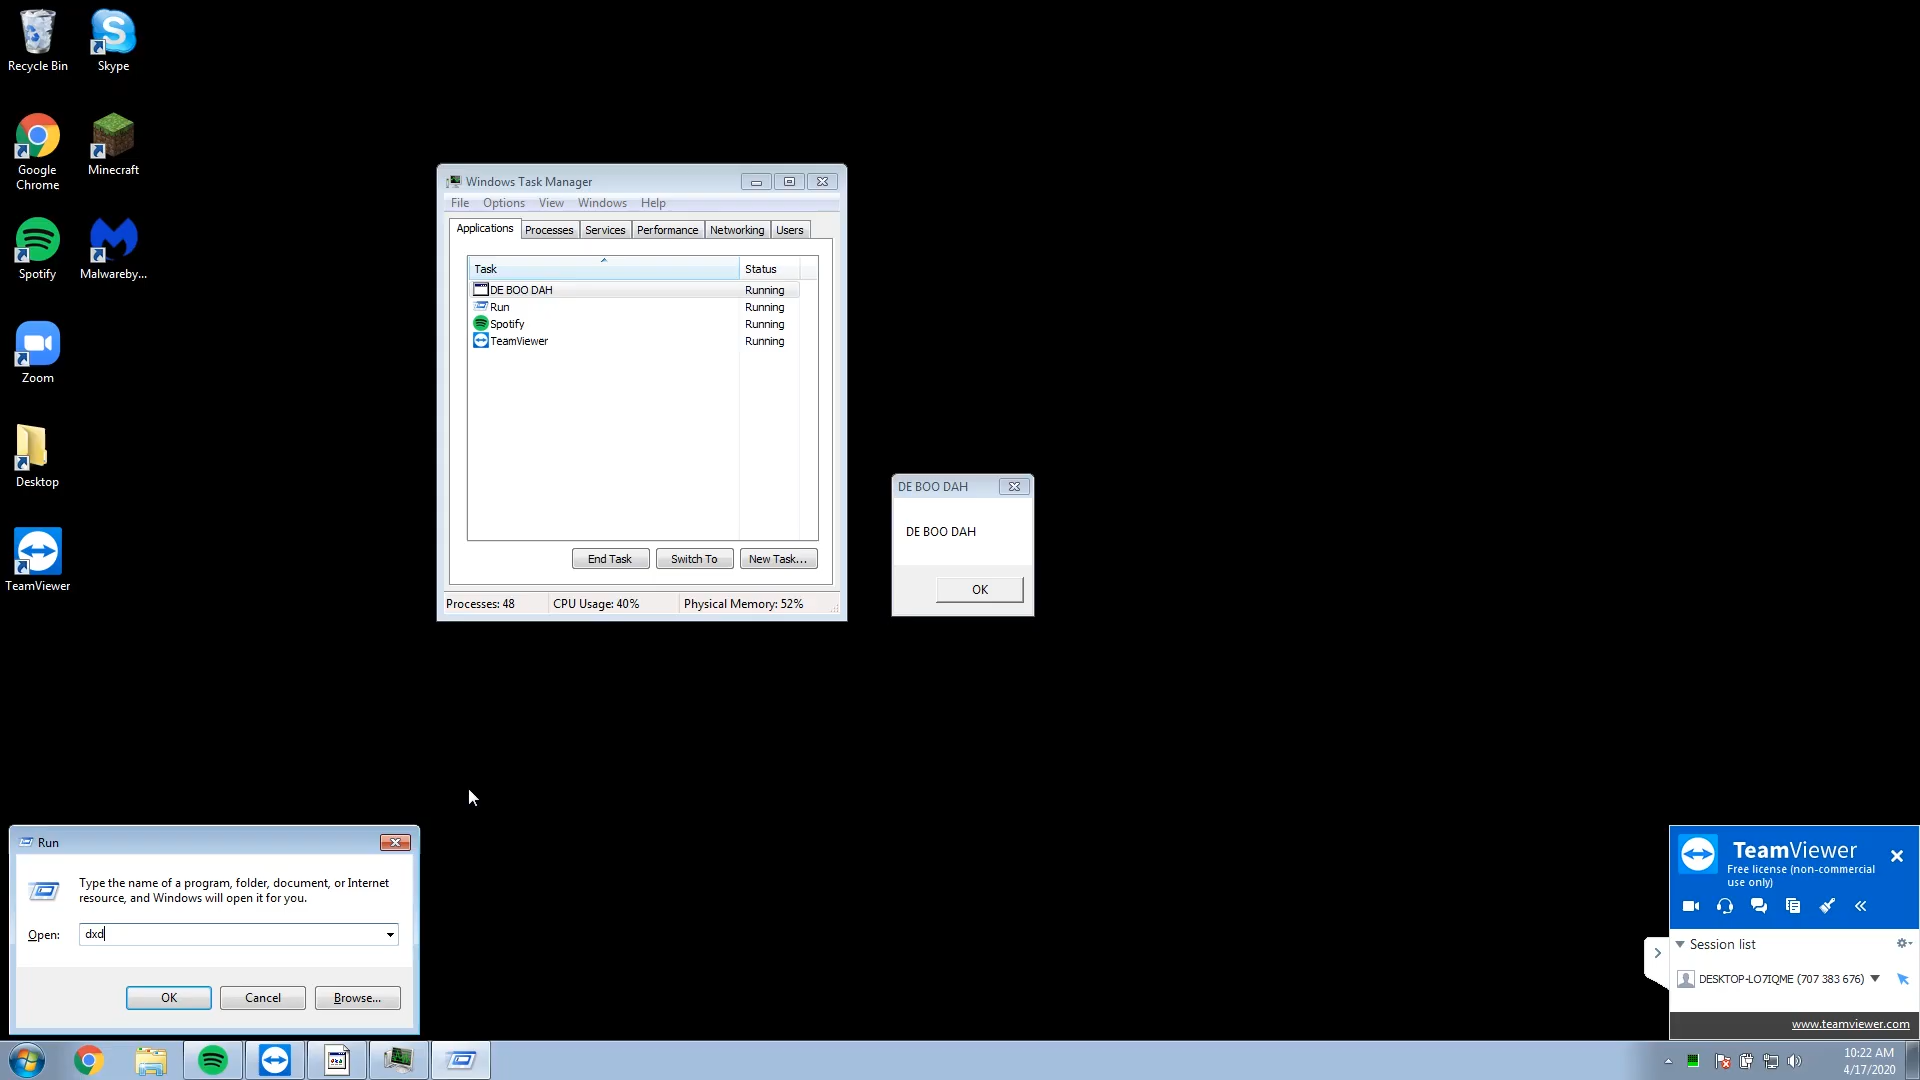 Recycle Bin
Skype
Google
Chrome
Minecraft
Spotify
Malwareby...
Zoom
Desktop
TeamViewer
Windows Task Manager
File Options View Windows Help
Applications Processes Services Performance Networking Users
Task Status
DE BOO DAH Running
Run Running
Spotify Running
TeamViewer Running
End Task Switch To New Task...
Processes: 48 CPU Usage: 40% Physical Memory: 52%
DE BOO DAH
DE BOO DAH
OK
Run
Type the name of a program, folder, document, or Internet
resource, and Windows will open it for you.
Open: dxd
OK Cancel Browse...
TeamViewer
Free license (non-commercial
use only)
Session list
DESKTOP-LO7IQME (707 383 676)
www.teamviewer.com
10:22 AM
4/17/2020